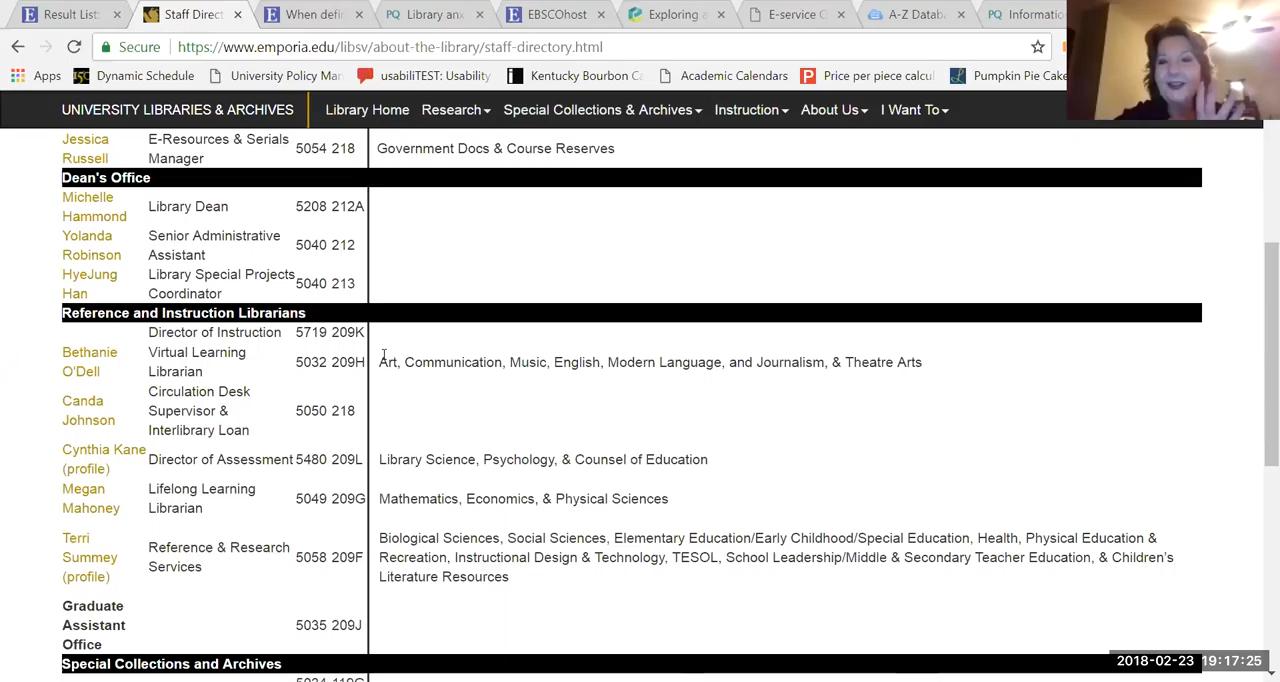 Result List:
Staff Direct
When defin
Library anx
EBSCOhost
Exploring a
E-service Q
A-Z Databa
Informatio
Secure
https://www.emporia.edu/libsv/about-the-library/staff-directory.html
Apps
Dynamic Schedule
University Policy Man
usabiliTEST: Usability
Kentucky Bourbon Ca
Academic Calendars
Price per piece calcul
Pumpkin Pie Cake
UNIVERSITY LIBRARIES & ARCHIVES
Library Home
Research
Special Collections & Archives
Instruction
About Us
I Want To
Jessica Russell
E-Resources & Serials Manager
5054 218
Government Docs & Course Reserves
Dean's Office
Michelle Hammond
Library Dean
5208 212A
Yolanda Robinson
Senior Administrative Assistant
5040 212
HyeJung Han
Library Special Projects Coordinator
5040 213
Reference and Instruction Librarians
Director of Instruction
5719 209K
Bethanie O'Dell
Virtual Learning Librarian
5032 209H
Art, Communication, Music, English, Modern Language, and Journalism, & Theatre Arts
Canda Johnson
Circulation Desk Supervisor & Interlibrary Loan
5050 218
Cynthia Kane (profile)
Director of Assessment
5480 209L
Library Science, Psychology, & Counsel of Education
Megan Mahoney
Lifelong Learning Librarian
5049 209G
Mathematics, Economics, & Physical Sciences
Terri Summey (profile)
Reference & Research Services
5058 209F
Biological Sciences, Social Sciences, Elementary Education/Early Childhood/Special Education, Health, Physical Education &
Recreation, Instructional Design & Technology, TESOL, School Leadership/Middle & Secondary Teacher Education, & Children's
Literature Resources
Graduate Assistant Office
5035 209J
Special Collections and Archives
2018-02-23 19:17:25